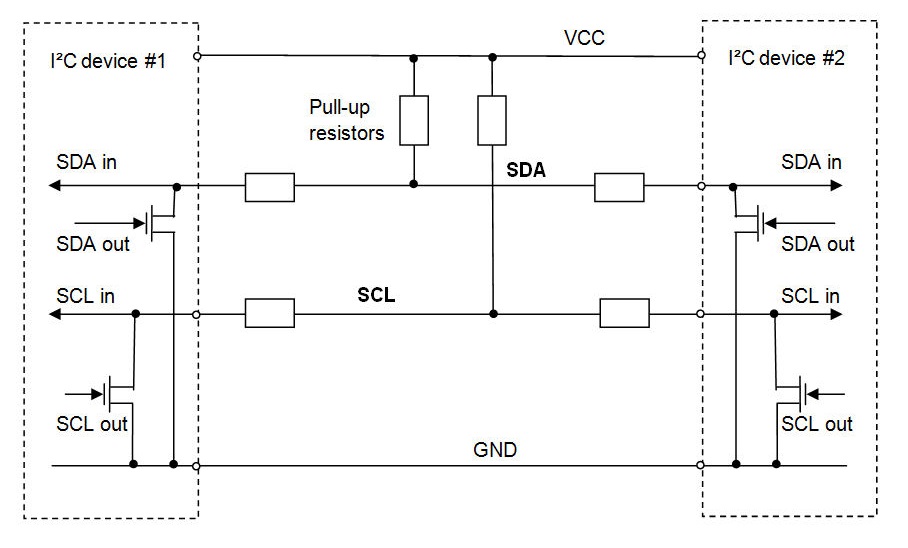 VCC
I²C device #1
I²C device #2
Pull-up
resistors
SDA in
SDA
SDA in
SDA out
SDA out
SCL in
SCL
SCL in
SCL out
SCL out
GND